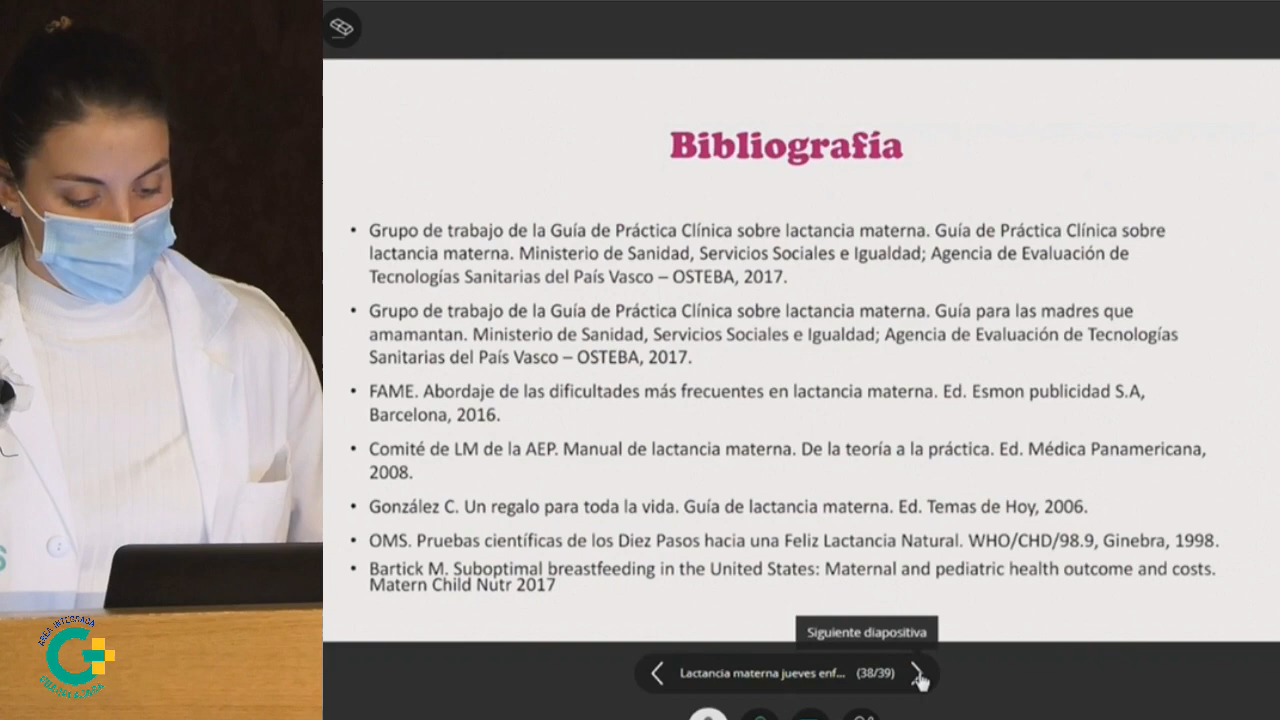 Bibliografía
• Grupo de trabajo de la Guía de Práctica Clínica sobre lactancia materna. Guía de Práctica Clínica sobre
lactancia materna. Ministerio de Sanidad, Servicios Sociales e Igualdad; Agencia de Evaluación de
Tecnologías Sanitarias del País Vasco – OSTEBA, 2017.
• Grupo de trabajo de la Guía de Práctica Clínica sobre lactancia materna. Guía para las madres que
amamantan. Ministerio de Sanidad, Servicios Sociales e Igualdad; Agencia de Evaluación de Tecnologías
Sanitarias del País Vasco – OSTEBA, 2017.
• FAME. Abordaje de las dificultades más frecuentes en lactancia materna. Ed. Esmon publicidad S.A,
Barcelona, 2016.
• Comité de LM de la AEP. Manual de lactancia materna. De la teoría a la práctica. Ed. Médica Panamericana,
2008.
• González C. Un regalo para toda la vida. Guía de lactancia materna. Ed. Temas de Hoy, 2006.
• OMS. Pruebas científicas de los Diez Pasos hacia una Feliz Lactancia Natural. WHO/CHD/98.9, Ginebra, 1998.
• Bartick M. Suboptimal breastfeeding in the United States: Maternal and pediatric health outcome and costs.
Matern Child Nutr 2017
Siguiente diapositiva
Lactancia materna jueves enf... (38/39)
AREA INTEGRADA